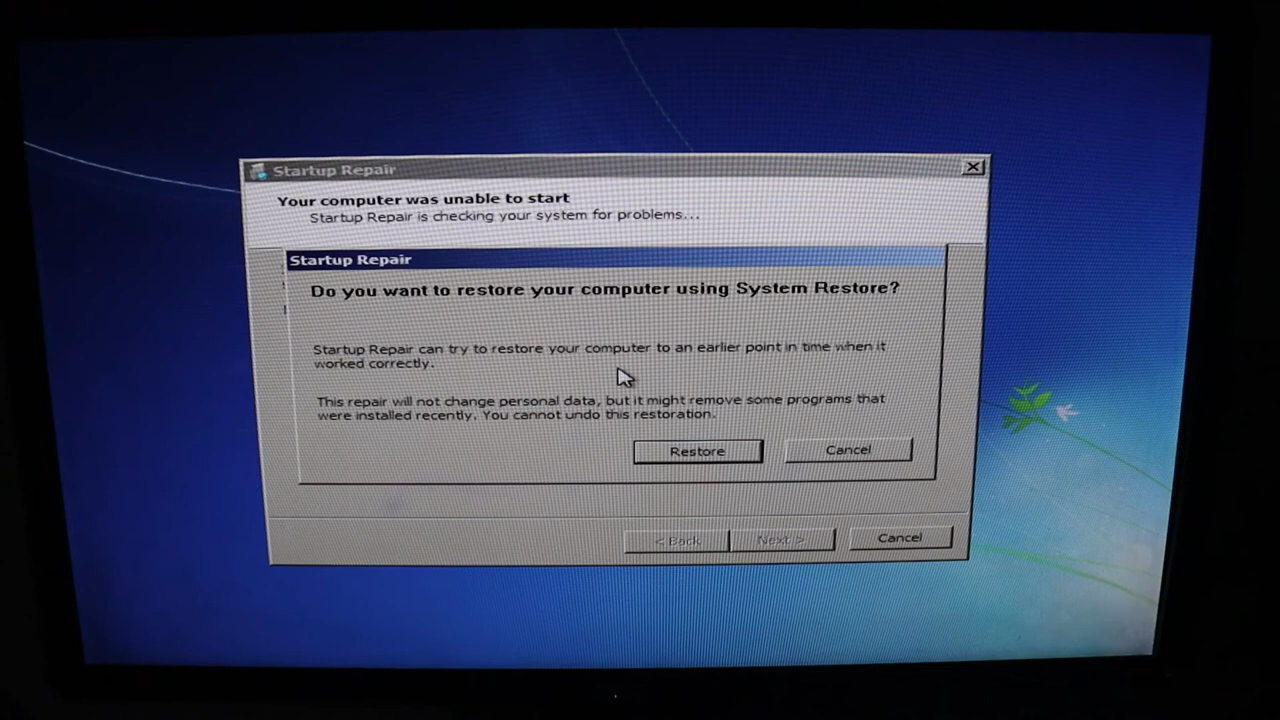 Startup Repair
Your computer was unable to start
Startup Repair is checking your system for problems...
Startup Repair
Do you want to restore your computer using System Restore?
Startup Repair can try to restore your computer to an earlier point in time when it
worked correctly.
This repair will not change personal data, but it might remove some programs that
were installed recently. You cannot undo this restoration.
Restore
Cancel
< Back
Next >
Cancel